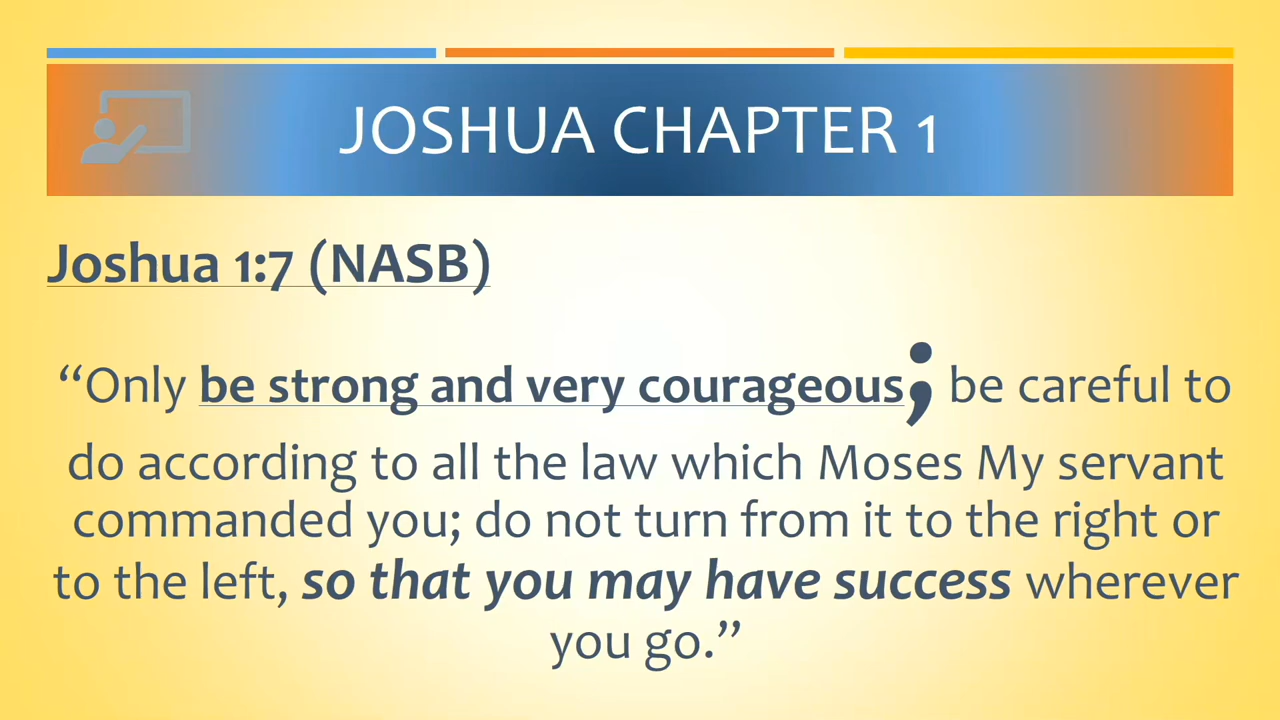 JOSHUA CHAPTER 1
Joshua 1:7 (NASB)
“Only be strong and very courageous; be careful to
do according to all the law which Moses My servant
commanded you; do not turn from it to the right or
to the left, so that you may have success wherever
you go.”